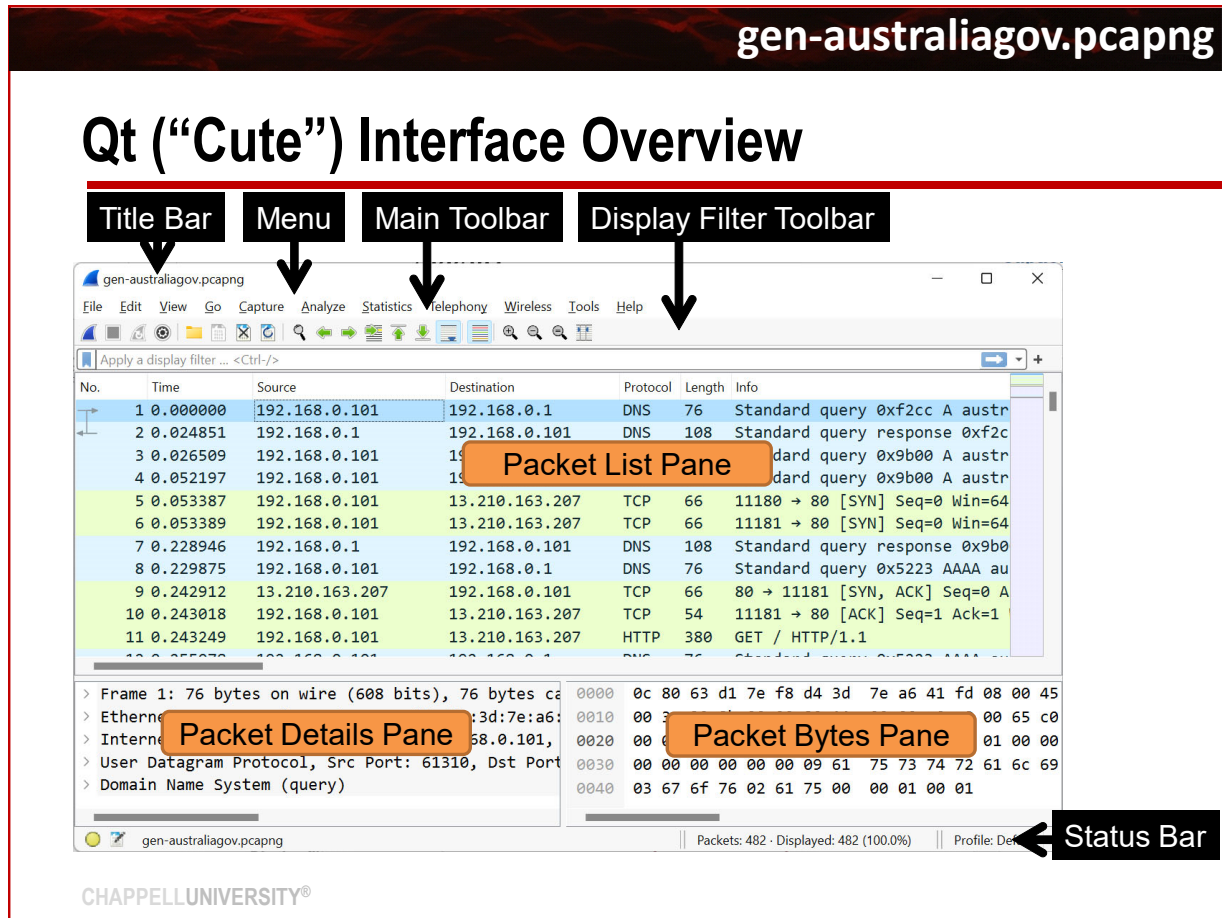 gen-australiagov.pcapng
Qt (“Cute”) Interface Overview
Title Bar Menu Main Toolbar Display Filter Toolbar
gen-australiagov.pcapng
File Edit View Go Capture Analyze Statistics Telephony Wireless Tools Help
Apply a display filter ... <Ctrl-/>
No. Time Source Destination Protocol Length Info
1 0.000000 192.168.0.101 192.168.0.1 DNS 76 Standard query 0xf2cc A austr
2 0.024851 192.168.0.1 192.168.0.101 DNS 108 Standard query response 0xf2c
3 0.026509 192.168.0.101 Standard query 0x9b00 A austr
Packet List Pane
4 0.052197 192.168.0.101 query 0x9b00 A austr
5 0.053387 192.168.0.101 13.210.163.207 TCP 66 11180 → 80 [SYN] Seq=0 Win=64
6 0.053389 192.168.0.101 13.210.163.207 TCP 66 11181 → 80 [SYN] Seq=0 Win=64
7 0.228946 192.168.0.1 192.168.0.101 DNS 108 Standard query response 0x9b0
8 0.229875 192.168.0.101 192.168.0.1 DNS 76 Standard query 0x5223 AAAA au
9 0.242912 13.210.163.207 192.168.0.101 TCP 66 80 → 11181 [SYN, ACK] Seq=0 A
10 0.243018 192.168.0.101 13.210.163.207 TCP 54 11181 → 80 [ACK] Seq=1 Ack=1
11 0.243249 192.168.0.101 13.210.163.207 HTTP 380 GET / HTTP/1.1
> Frame 1: 76 bytes on wire (608 bits), 76 bytes ca 0000 0c 80 63 d1 7e f8 d4 3d 7e a6 41 fd 08 00 45
> Etherne :3d:7e:a6: 0010 00 00 65 c0
Packet Details Pane Packet Bytes Pane
> Interne 68.0.101, 0020 00 01 00 00
> User Datagram Protocol, Src Port: 61310, Dst Port 0030 00 00 00 00 00 00 09 61 75 73 74 72 61 6c 69
> Domain Name System (query) 0040 03 67 6f 76 02 61 75 00 00 01 00 01
gen-australiagov.pcapng Packets: 482 · Displayed: 482 (100.0%) Profile: Def
Status Bar
CHAPPELLUNIVERSITY®